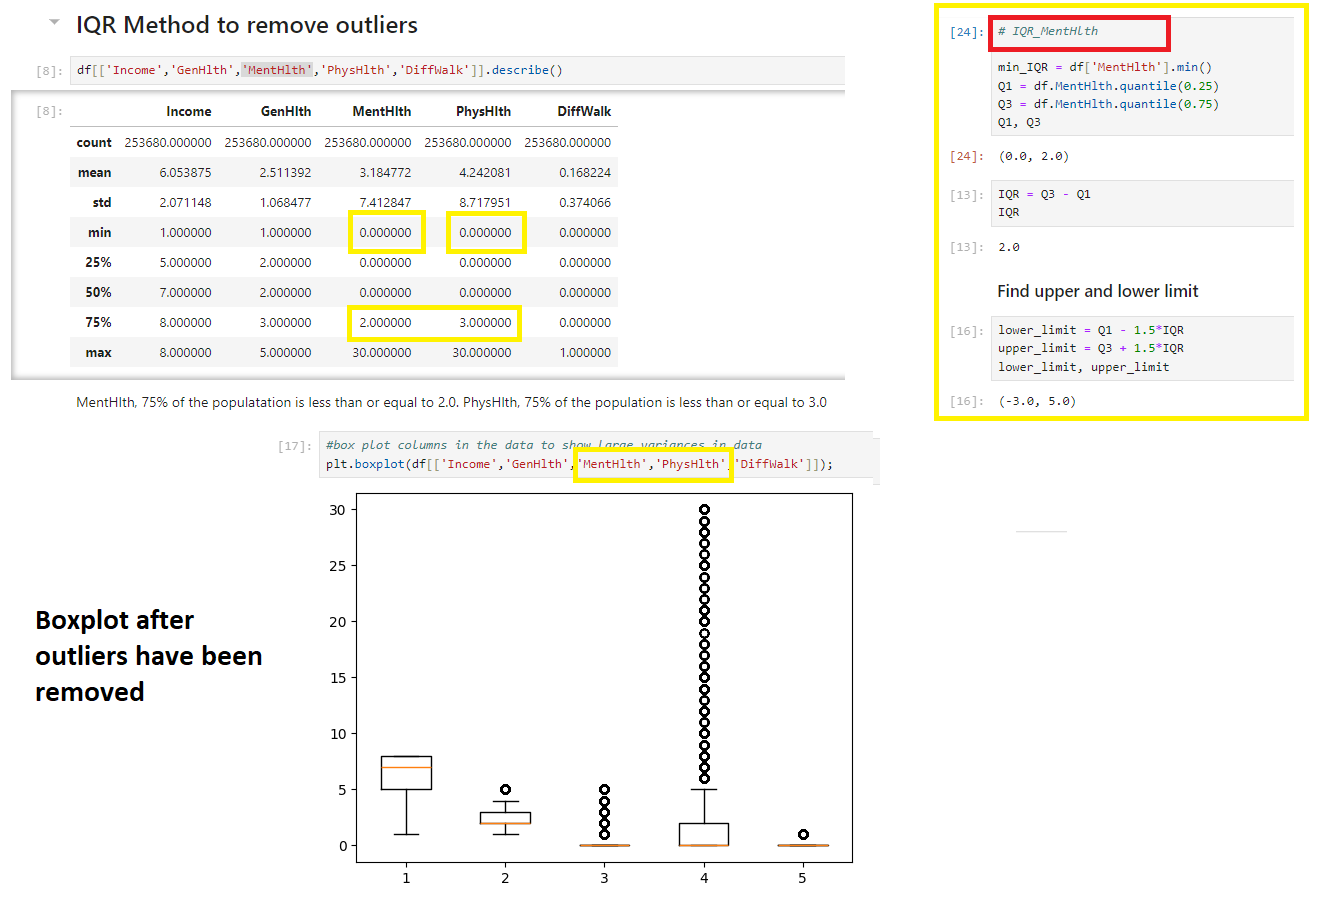 IQR Method to remove outliers
[8]: df[['Income','GenHlth','MentHlth','PhysHlth','DiffWalk']].describe()
[8]:
Income GenHlth MentHlth PhysHlth DiffWalk
count 253680.000000 253680.000000 253680.000000 253680.000000 253680.000000
mean 6.053875 2.511392 3.184772 4.242081 0.168224
std 2.071148 1.068477 7.412847 8.717951 0.374066
min 1.000000 1.000000 0.000000 0.000000 0.000000
25% 5.000000 2.000000 0.000000 0.000000 0.000000
50% 7.000000 2.000000 0.000000 0.000000 0.000000
75% 8.000000 3.000000 2.000000 3.000000 0.000000
max 8.000000 5.000000 30.000000 30.000000 1.000000
MentHlth, 75% of the populatation is less than or equal to 2.0. PhysHlth, 75% of the population is less than or equal to 3.0
[24]: # IQR_MentHlth
min_IQR = df['MentHlth'].min()
Q1 = df.MentHlth.quantile(0.25)
Q3 = df.MentHlth.quantile(0.75)
Q1, Q3
[24]: (0.0, 2.0)
[13]: IQR = Q3 - Q1
IQR
[13]: 2.0
Find upper and lower limit
[16]: lower_limit = Q1 - 1.5*IQR
upper_limit = Q3 + 1.5*IQR
lower_limit, upper_limit
[16]: (-3.0, 5.0)
[17]: #box plot columns in the data to show large variances in data
plt.boxplot(df[['Income','GenHlth','MentHlth','PhysHlth','DiffWalk']]);
Boxplot after
outliers have been
removed
30
25
20
15
10
5
0
1 2 3 4 5